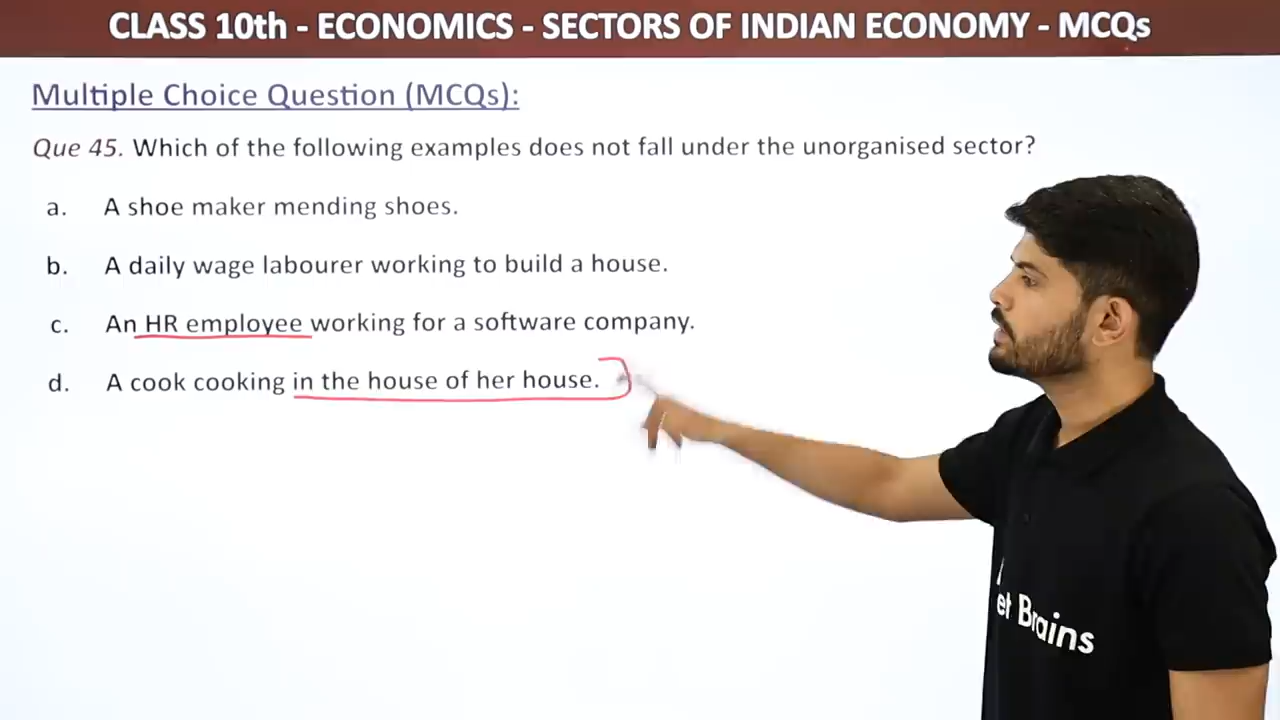 CLASS 10th - ECONOMICS - SECTORS OF INDIAN ECONOMY - MCQs
Multiple Choice Question (MCQs):
Que 45. Which of the following examples does not fall under the unorganised sector?
a. A shoe maker mending shoes.
b. A daily wage labourer working to build a house.
c. An HR employee working for a software company.
d. A cook cooking in the house of her house.
et Brains